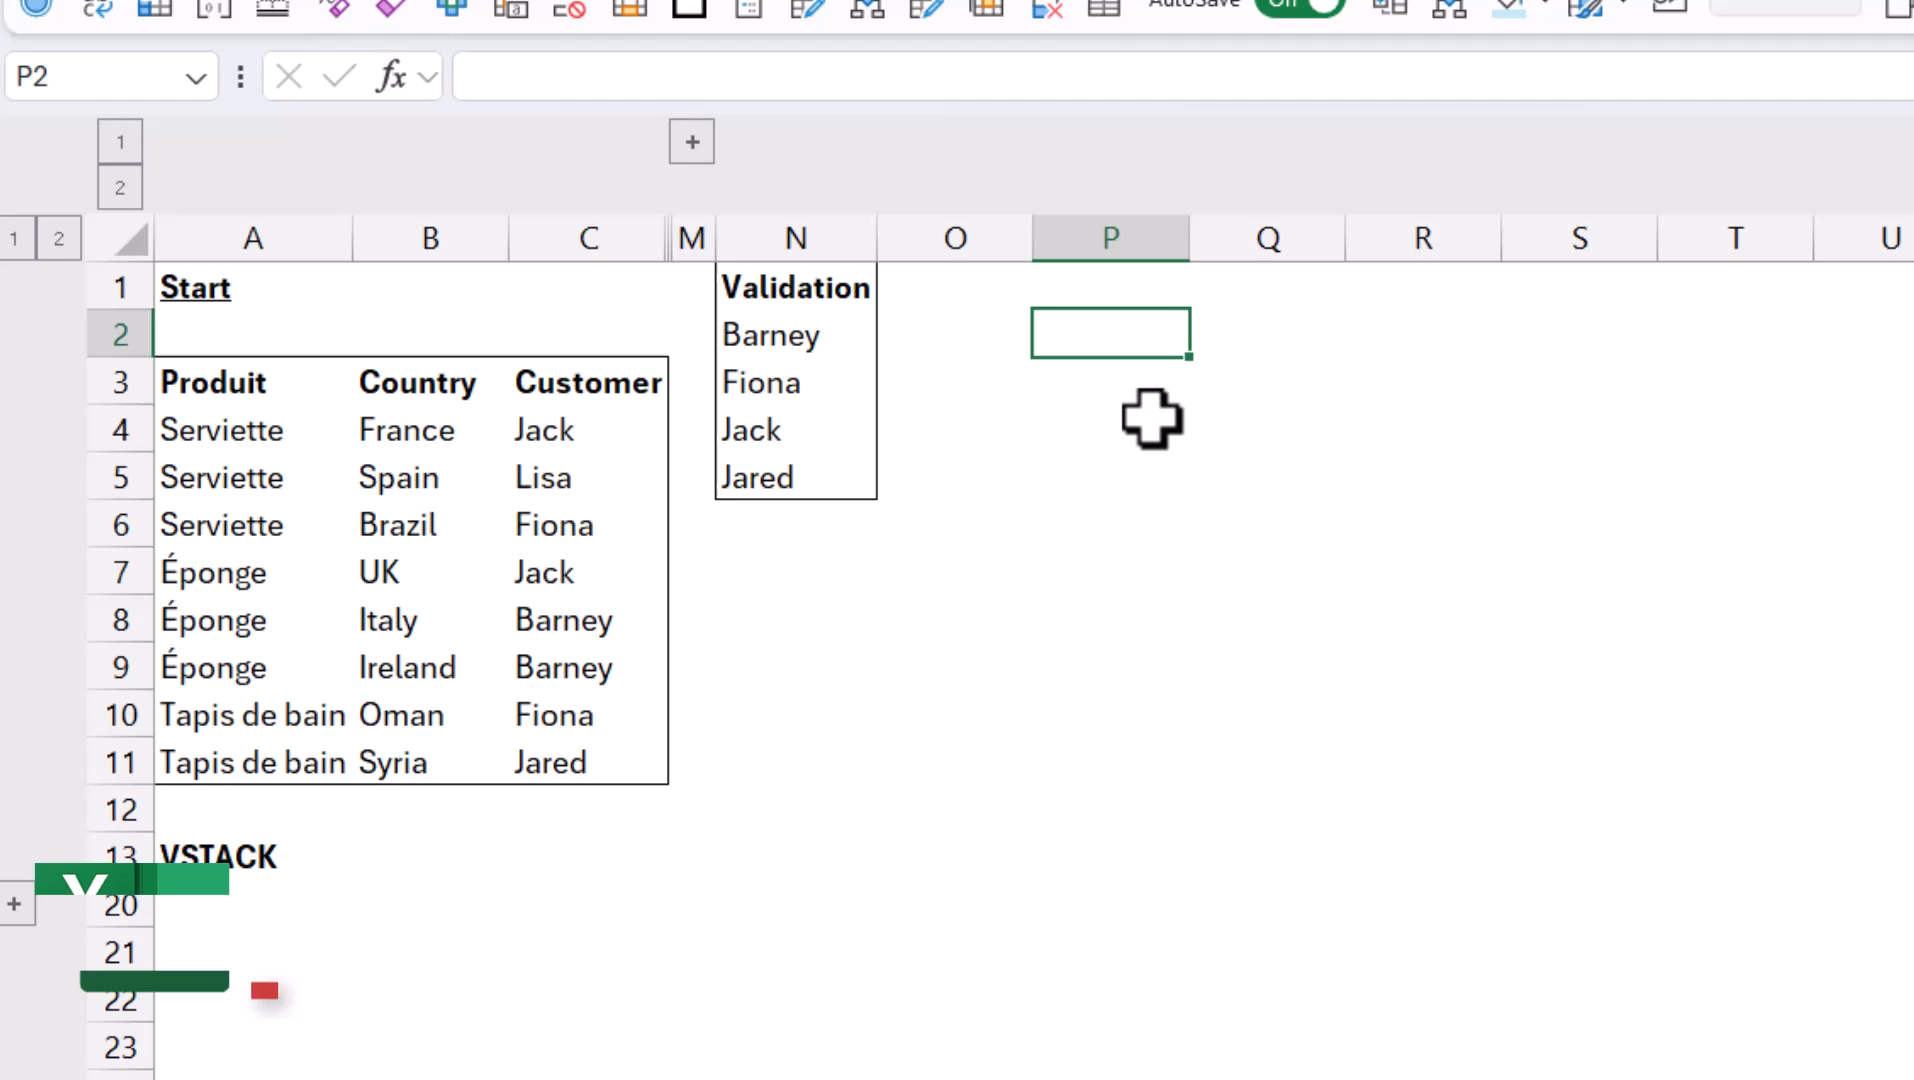 AutoSave On
P2
fx
1
+
2
1 2 A B C M N O P Q R S T U
1 Start Validation
2 Barney
3 Produit Country Customer Fiona
4 Serviette France Jack Jack
5 Serviette Spain Lisa Jared
6 Serviette Brazil Fiona
7 Éponge UK Jack
8 Éponge Italy Barney
9 Éponge Ireland Barney
10 Tapis de bain Oman Fiona
11 Tapis de bain Syria Jared
12
13 VSTACK
+ 20
21
22
23